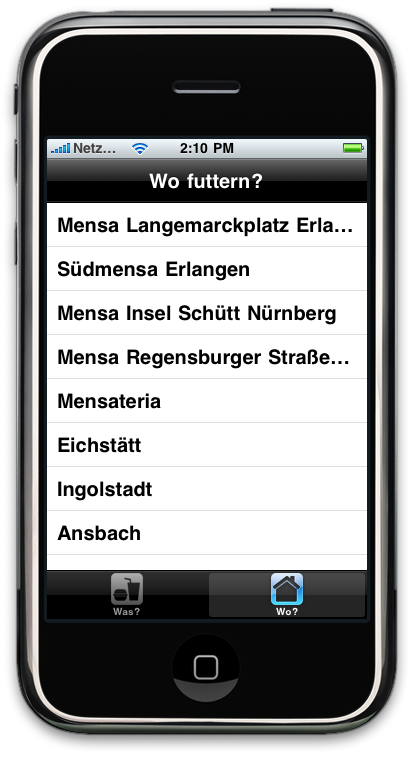 Netz... 2:10 PM
Wo futtern?
Mensa Langemarckplatz Erla...
Südmensa Erlangen
Mensa Insel Schütt Nürnberg
Mensa Regensburger Straße...
Mensateria
Eichstätt
Ingolstadt
Ansbach
Was? Wo?